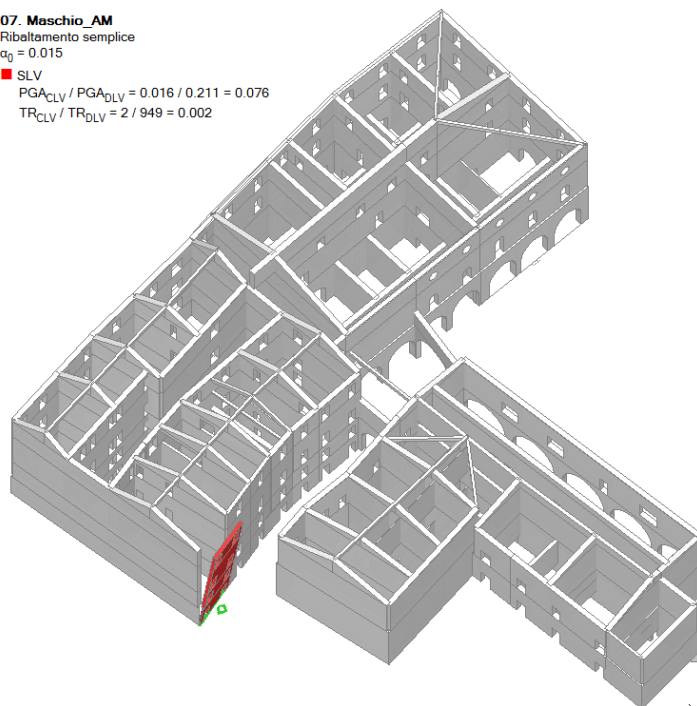 07. Maschio_AM
Ribaltamento semplice
α0 = 0.015
SLV
PGACLV / PGADLV = 0.016 / 0.211 = 0.076
TRCLV / TRDLV = 2 / 949 = 0.002